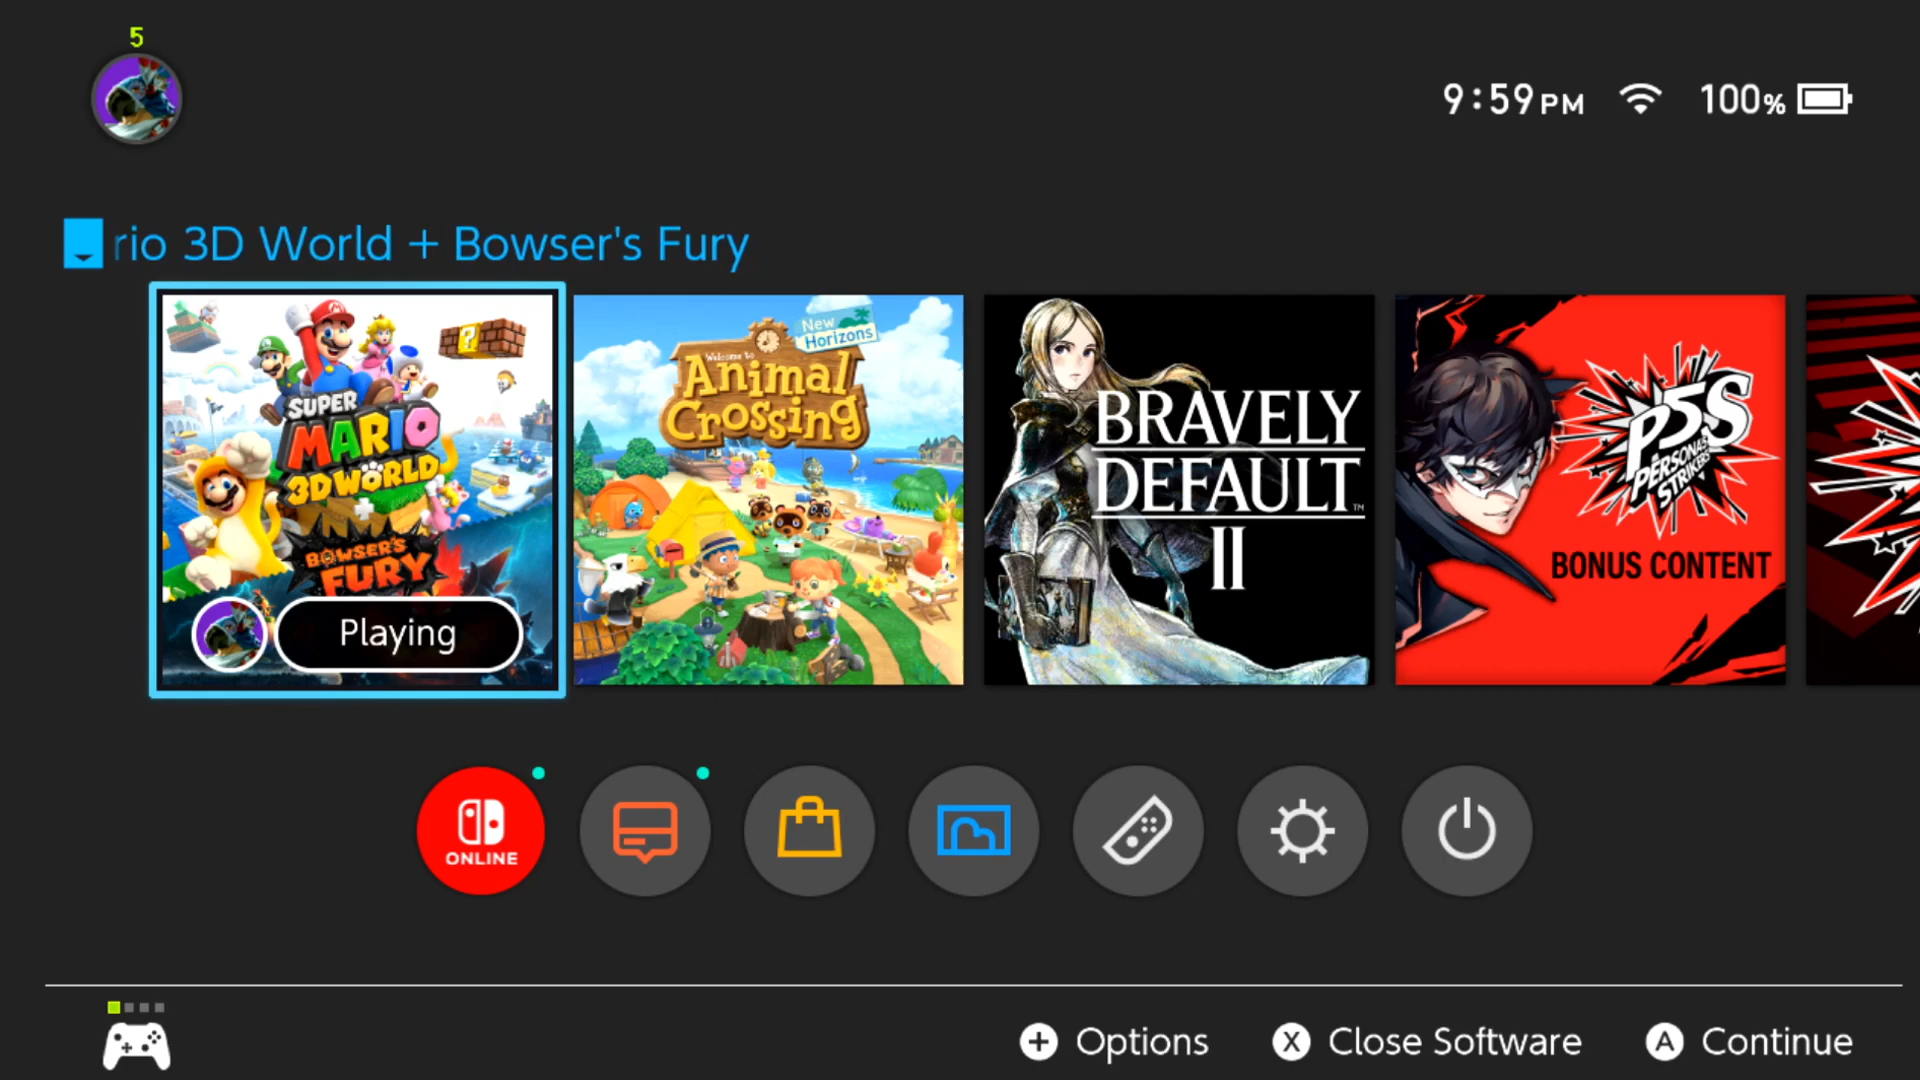 5
9:59 PM
100%
rio 3D World + Bowser's Fury
SUPER
MARIO
3D WORLD
+
BOWSER'S
FURY
Playing
New
Horizons
Welcome to
Animal
Crossing
BRAVELY
DEFAULT™
II
P5S
PERSONA5
STRIKERS
BONUS CONTENT
ONLINE
+ Options
X Close Software
A Continue